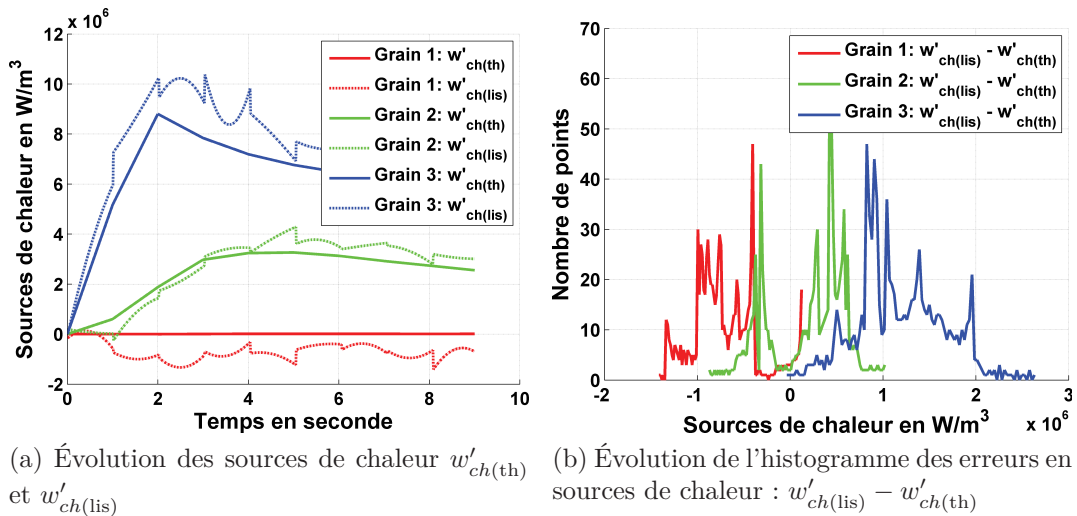 12 x 10^6
10
8
6
4
2
0
-2
0 2 4 6 8 10
Sources de chaleur en W/m³
Temps en seconde
Grain 1: w'ch(th)
Grain 1: w'ch(lis)
Grain 2: w'ch(th)
Grain 2: w'ch(lis)
Grain 3: w'ch(th)
Grain 3: w'ch(lis)
(a) Évolution des sources de chaleur w'ch(th)
et w'ch(lis)
70
60
50
40
30
20
10
0
-2 -1 0 1 2 3
Nombre de points
Sources de chaleur en W/m³ x 10^6
Grain 1: w'ch(lis) - w'ch(th)
Grain 2: w'ch(lis) - w'ch(th)
Grain 3: w'ch(lis) - w'ch(th)
(b) Évolution de l'histogramme des erreurs en
sources de chaleur : w'ch(lis) − w'ch(th)